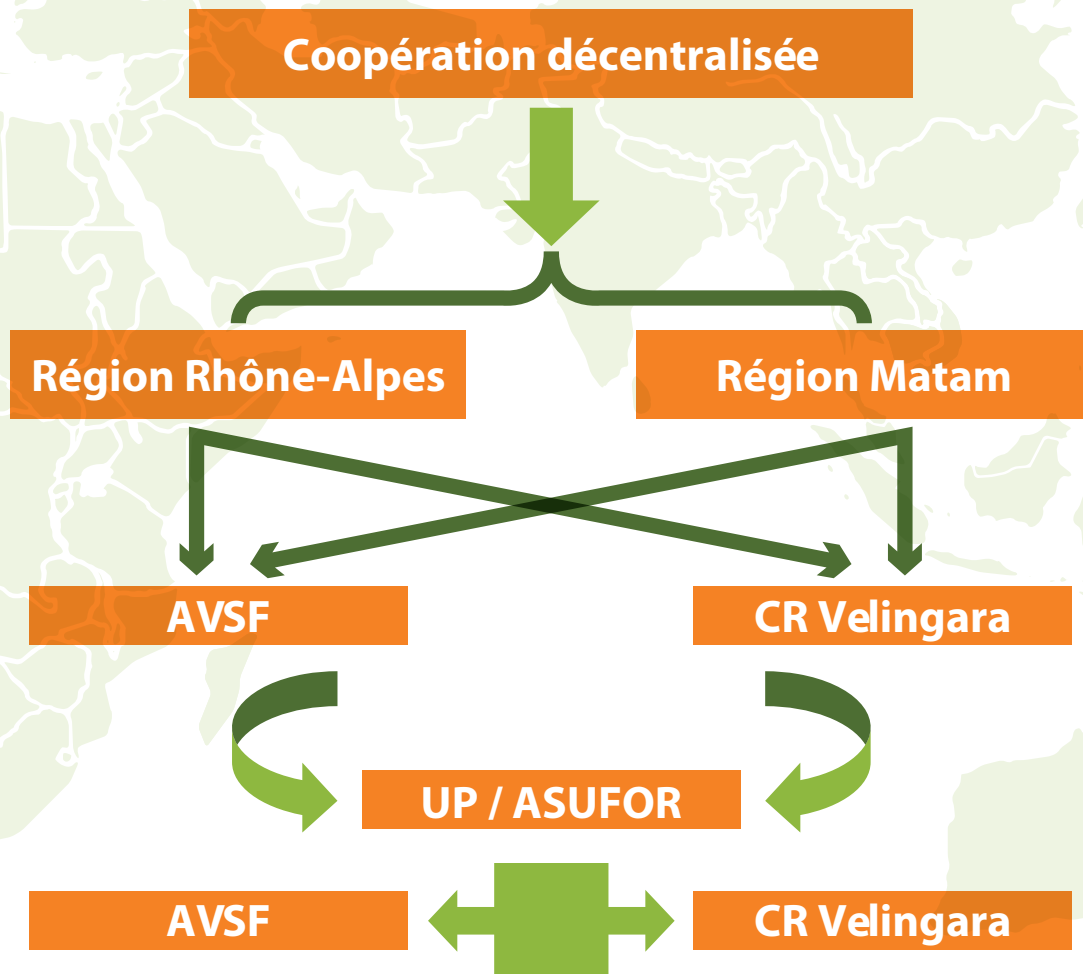 Coopération décentralisée
Région Rhône-Alpes
Région Matam
AVSF
CR Velingara
UP / ASUFOR
AVSF
CR Velingara